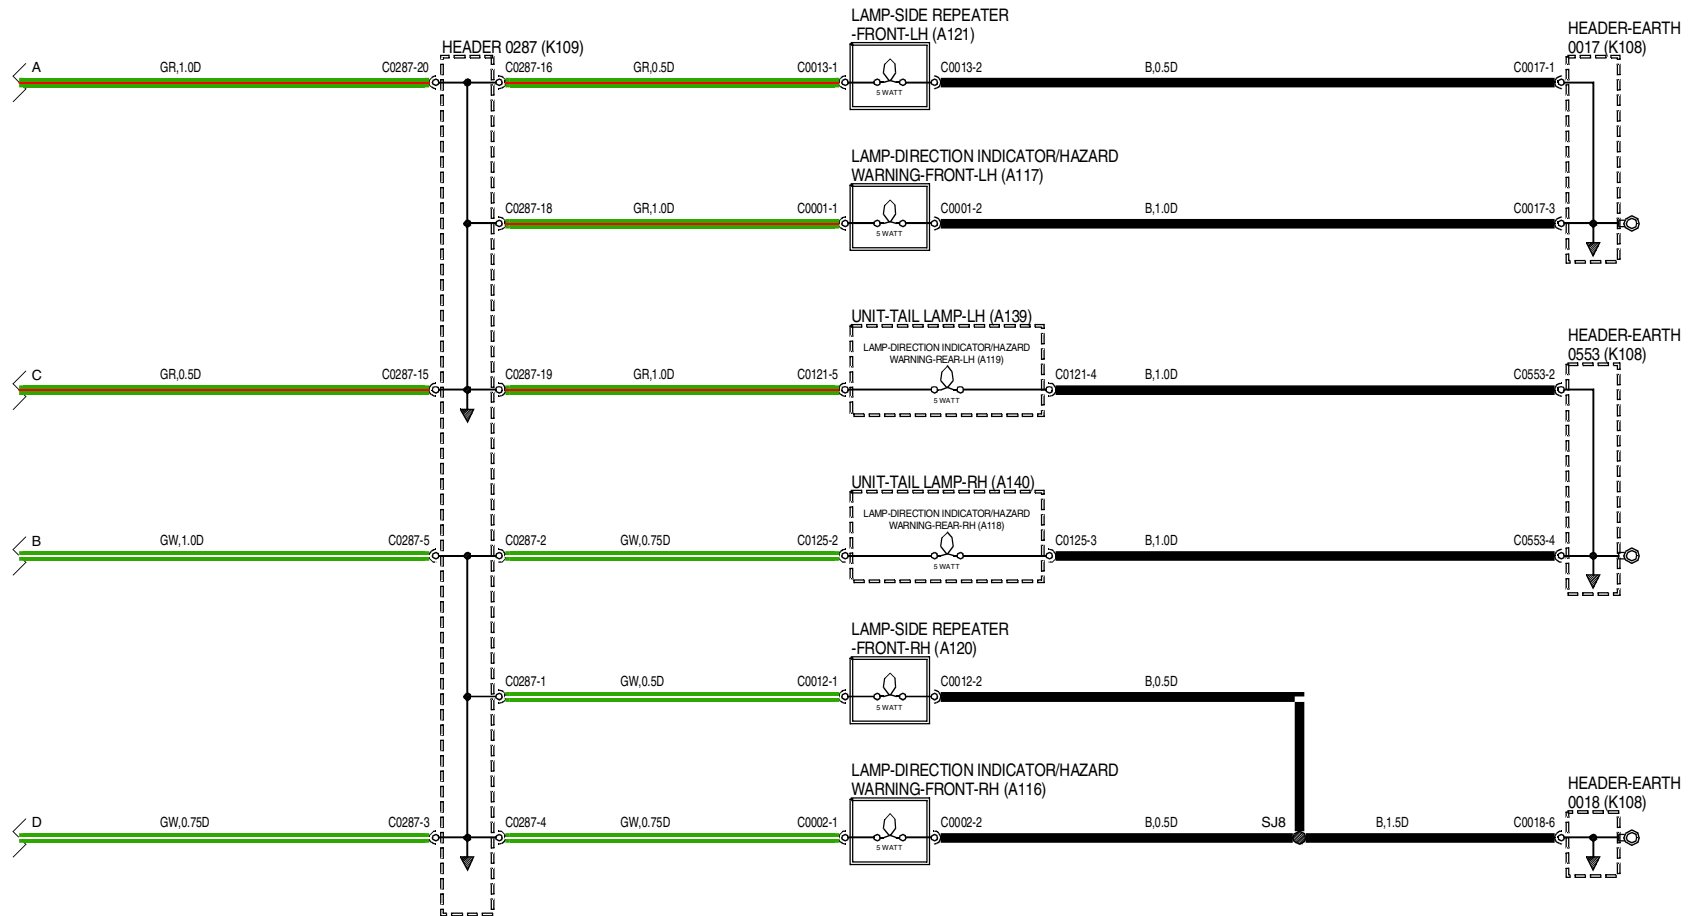 LAMP-SIDE REPEATER
-FRONT-LH (A121)
HEADER-EARTH
0017 (K108)
HEADER 0287 (K109)
A
GR,1.0D
C0287-20
C0287-16
GR,0.5D
C0013-1
5 WATT
C0013-2
B,0.5D
C0017-1
LAMP-DIRECTION INDICATOR/HAZARD
WARNING-FRONT-LH (A117)
C0287-18
GR,1.0D
C0001-1
5 WATT
C0001-2
B,1.0D
C0017-3
UNIT-TAIL LAMP-LH (A139)
LAMP-DIRECTION INDICATOR/HAZARD
WARNING-REAR-LH (A119)
HEADER-EARTH
0553 (K108)
C
GR,0.5D
C0287-15
C0287-19
GR,1.0D
C0121-5
5 WATT
C0121-4
B,1.0D
C0553-2
UNIT-TAIL LAMP-RH (A140)
LAMP-DIRECTION INDICATOR/HAZARD
WARNING-REAR-RH (A118)
B
GW,1.0D
C0287-5
C0287-2
GW,0.75D
C0125-2
5 WATT
C0125-3
B,1.0D
C0553-4
LAMP-SIDE REPEATER
-FRONT-RH (A120)
C0287-1
GW,0.5D
C0012-1
5 WATT
C0012-2
B,0.5D
LAMP-DIRECTION INDICATOR/HAZARD
WARNING-FRONT-RH (A116)
HEADER-EARTH
0018 (K108)
D
GW,0.75D
C0287-3
C0287-4
GW,0.75D
C0002-1
5 WATT
C0002-2
B,0.5D
SJ8
B,1.5D
C0018-6